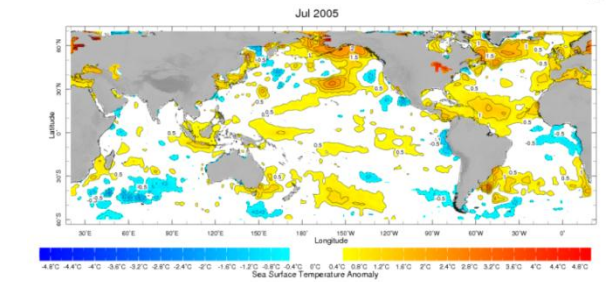 Jul 2005
Latitude
60°N
30°N
0°
30°S
60°S
30°E 60°E 90°E 120°E 150°E 180° 150°W 120°W 90°W 60°W 30°W 0°
Longitude
-4.8°C -4.4°C -4°C -3.6°C -3.2°C -2.8°C -2.4°C -2°C -1.6°C -1.2°C -0.8°C -0.4°C 0°C 0.4°C 0.8°C 1.2°C 1.6°C 2°C 2.4°C 2.8°C 3.2°C 3.6°C 4°C 4.4°C 4.8°C
Sea Surface Temperature Anomaly